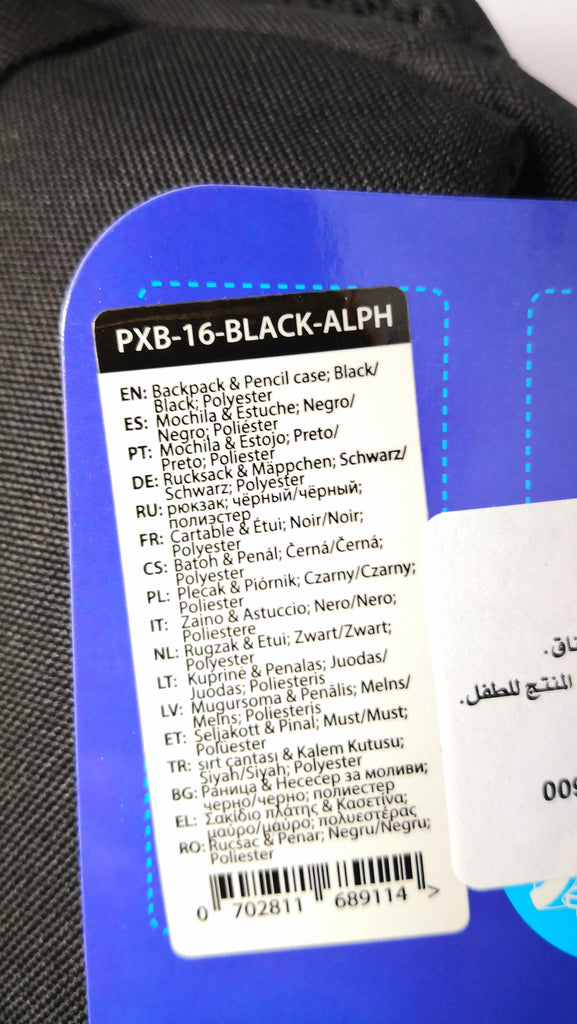 PXB-16-BLACK-ALPH
EN: Backpack & Pencil case; Black/
Black; Polyester
ES: Mochila & Estuche; Negro/
Negro; Poliéster
PT: Mochila & Estojo; Preto/
Preto; Poliester
DE: Rucksack & Mäppchen; Schwarz/
Schwarz; Polyester
RU: рюкзак; чёрный/чёрный;
полиэстер
FR: Cartable & Étui; Noir/Noir;
Polyester
CS: Batoh & Penál; Černá/Černá;
Polyester
PL: Plecak & Piórnik; Czarny/Czarny;
Poliester
IT: Zaino & Astuccio; Nero/Nero;
Poliestere
NL: Rugzak & Etui; Zwart/Zwart;
Polyester
LT: Kuprinė & Penalas; Juodas/
Juodas; Poliesteris
LV: Mugursoma & Penālis; Melns/
Melns; Poliesteris
ET: Seljakott & Pinal; Must/Must;
Polüester
TR: sırt çantası & Kalem Kutusu;
Siyah/Siyah; Polyester
BG: Раница & Несесер за моливи;
черно/черно; полиестер
EL: Σακίδιο πλάτης & Κασετίνα;
μαύρο/μαύρο; πολυεστέρας
RO: Rucsac & Penar; Negru/Negru;
Poliester
0 702811 689114 >
المنتج للطفل.
009